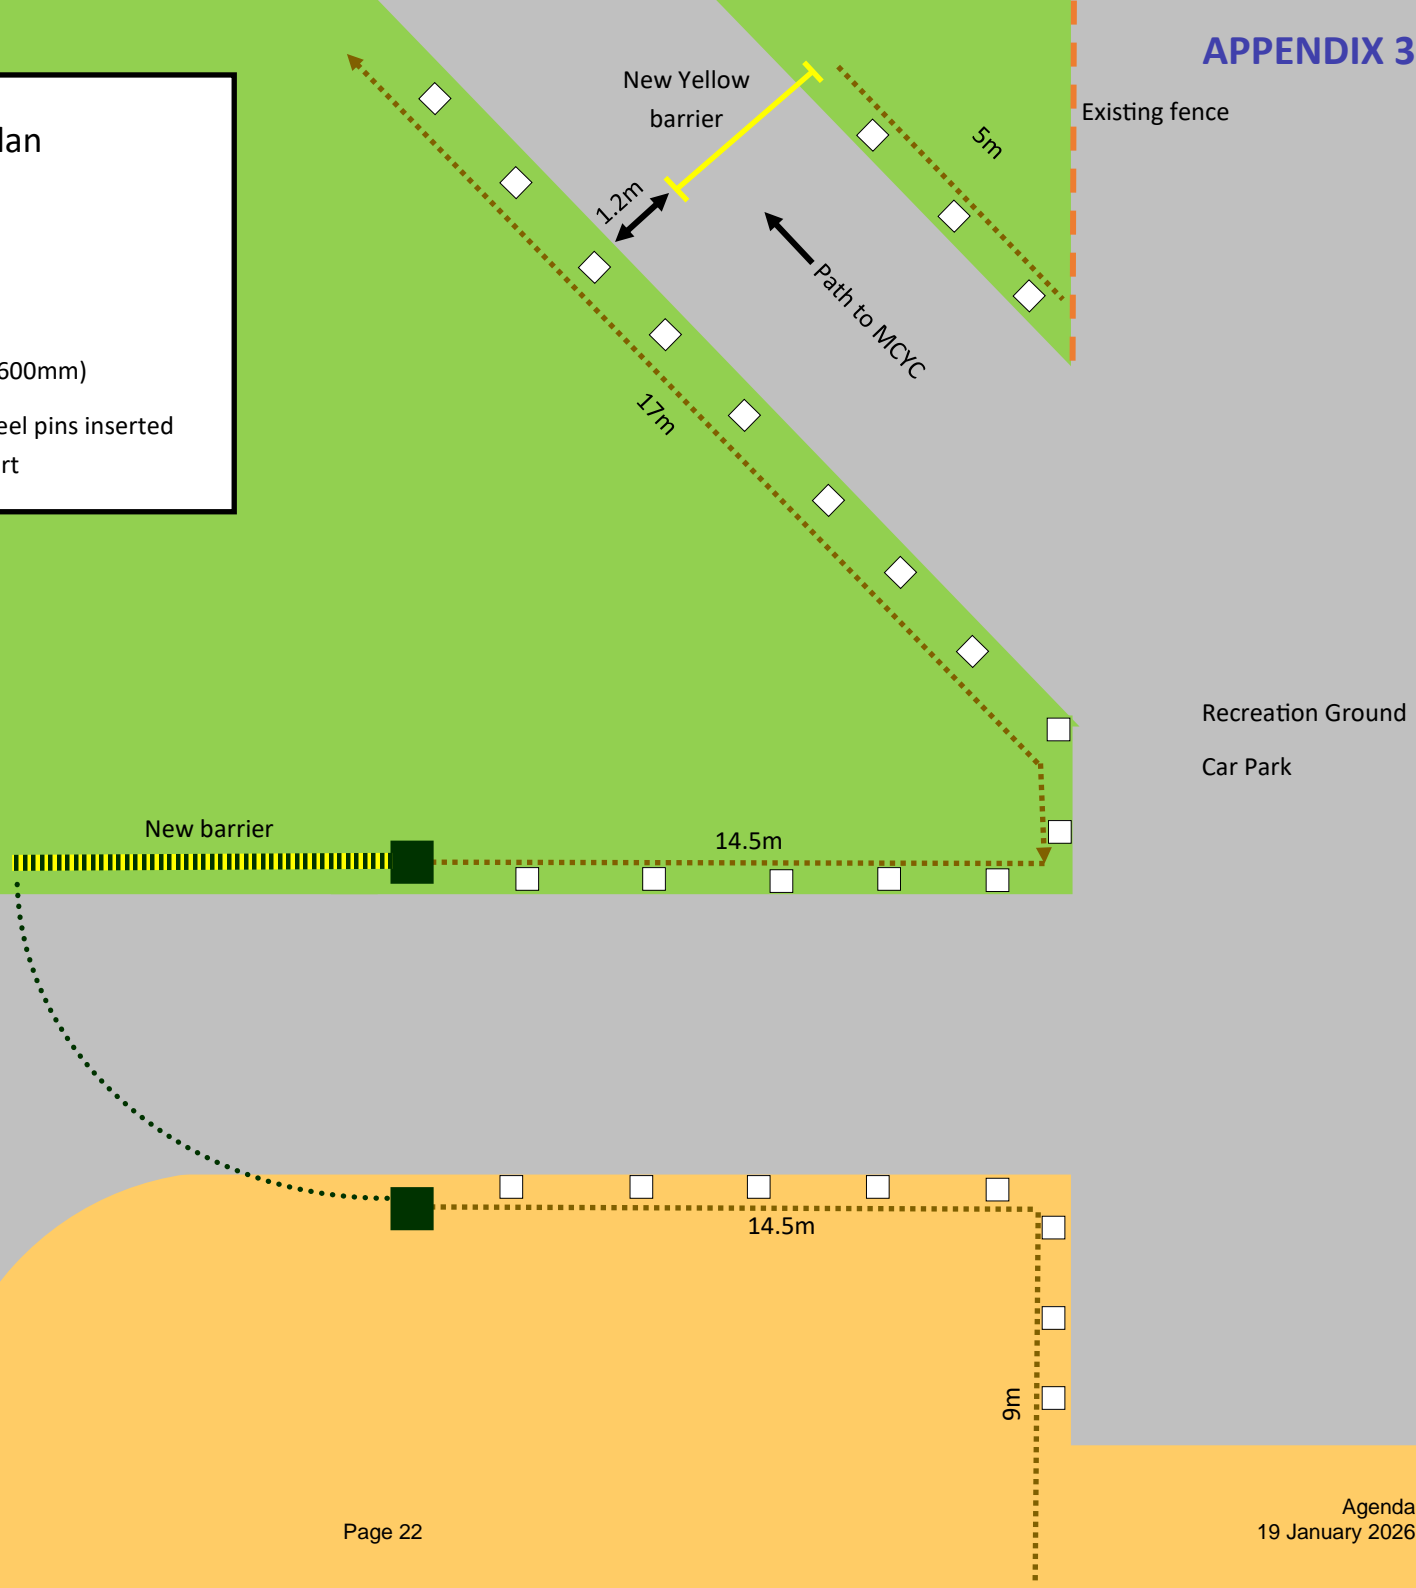 APPENDIX 3
New Yellow
barrier
Existing fence
5m
1.2m
Path to MCYC
17m
600mm)
eel pins inserted
rt
Recreation Ground
Car Park
New barrier
14.5m
14.5m
9m
Page 22
Agenda
19 January 2026